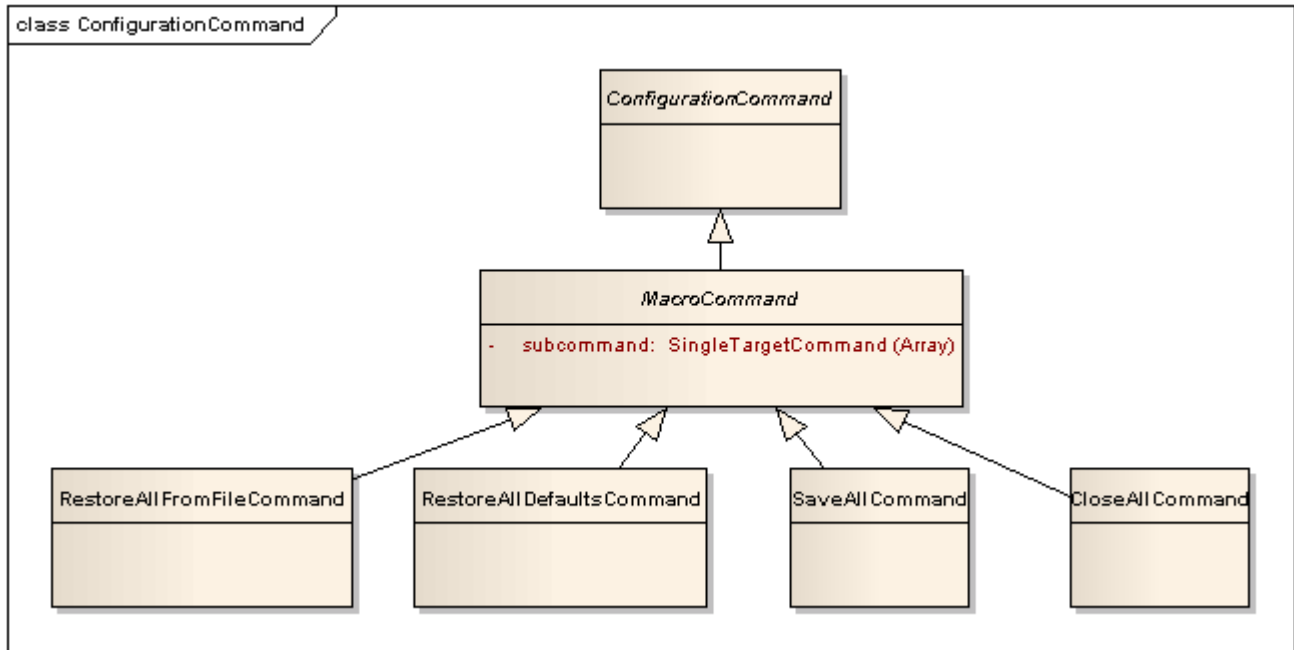 class ConfigurationCommand
ConfigurationCommand
MacroCommand
- subcommand: SingleTargetCommand (Array)
RestoreAllFromFileCommand
RestoreAllDefaultsCommand
SaveAllCommand
CloseAllCommand